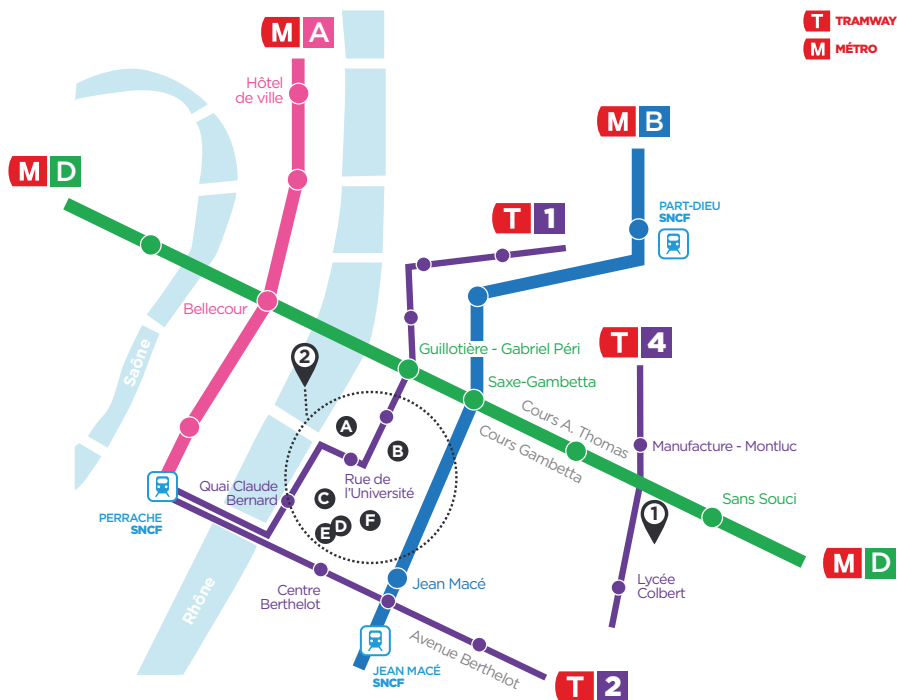 T TRAMWAY
M MÉTRO
M A
Hôtel
de ville
M B
M D
PART-DIEU
SNCF
T 1
Bellecour
Saône
T 4
Guillotière - Gabriel Péri
2
Saxe-Gambetta
Cours A. Thomas
Cours Gambetta
A
B
Manufacture - Montluc
Rue de
l'Université
Quai Claude
Bernard
C
D
E
F
Sans Souci
1
PERRACHE
SNCF
M D
Rhône
Centre
Berthelot
Jean Macé
Lycée
Colbert
Avenue Berthelot
JEAN MACÉ
SNCF
T 2